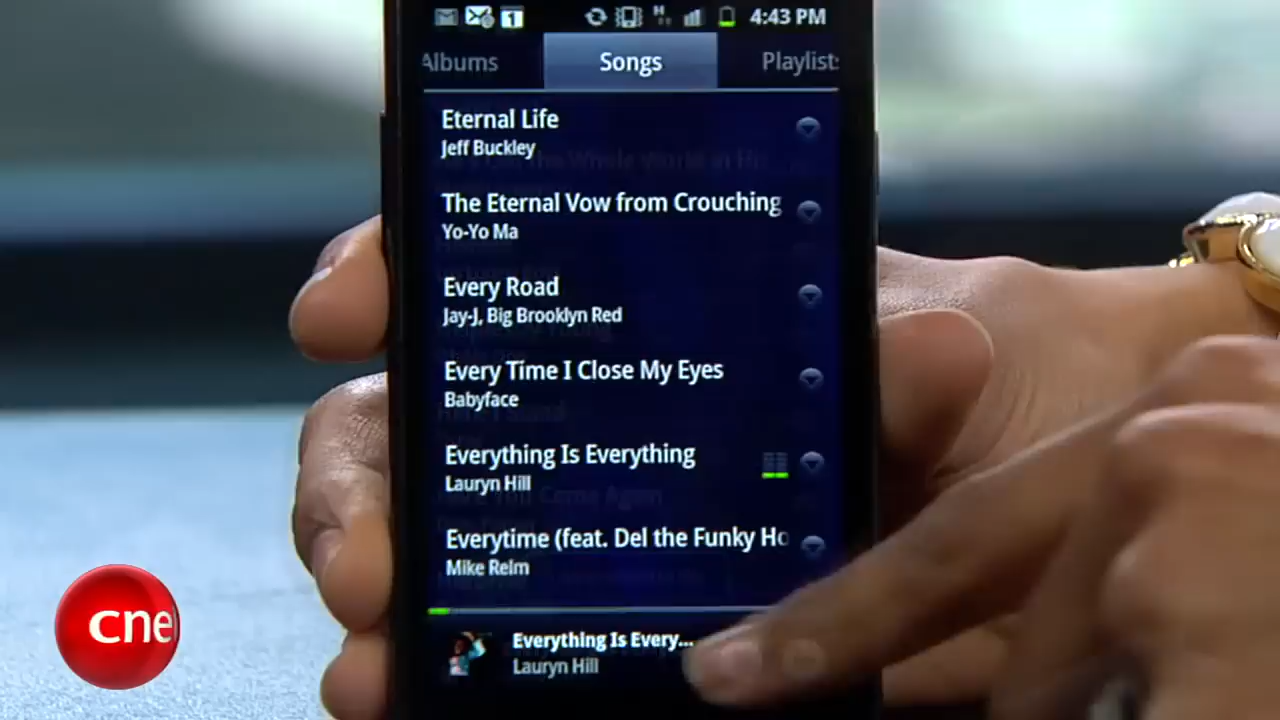 1 H 4:43 PM
Albums Songs Playlist
Eternal Life
Jeff Buckley
The Eternal Vow from Crouching
Yo-Yo Ma
Every Road
Jay-J, Big Brooklyn Red
Every Time I Close My Eyes
Babyface
Everything Is Everything
Lauryn Hill
Everytime (feat. Del the Funky Ho
Mike Relm
Everything Is Every...
Lauryn Hill
cne